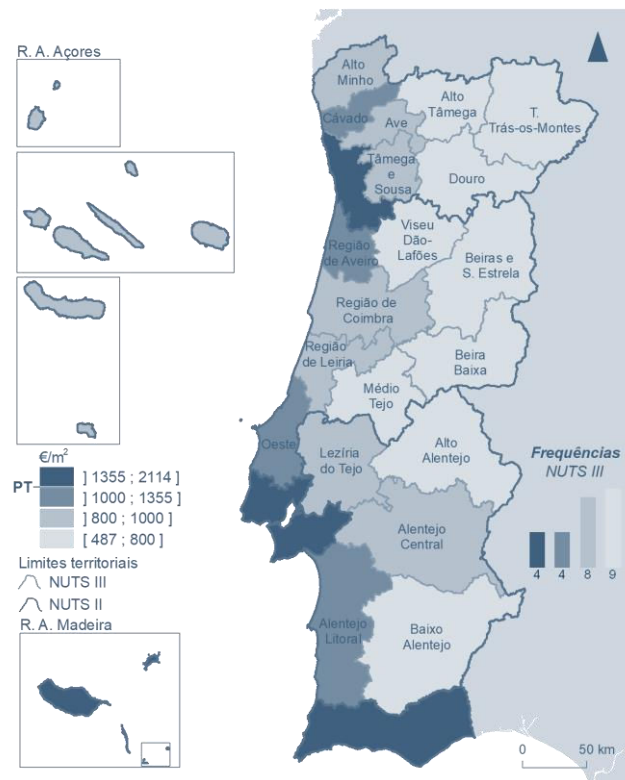 R. A. Açores
Alto
Minho
Cávado
Ave
Alto
Tâmega
T.
Trás-os-Montes
Tâmega
e
Sousa
Douro
Viseu
Dão-
Lafões
Região
de Aveiro
Beiras e
S. Estrela
Região de
Coimbra
Região
de Leiria
Beira
Baixa
Médio
Tejo
Oeste
Lezíria
do Tejo
Alto
Alentejo
Alentejo
Central
Alentejo
Litoral
Baixo
Alentejo
€/m²
PT
] 1355 ; 2114 ]
] 1000 ; 1355 ]
] 800 ; 1000 ]
[ 487 ; 800 ]
Limites territoriais
NUTS III
NUTS II
R. A. Madeira
Frequências
NUTS III
4 4 8 9
0 50 km